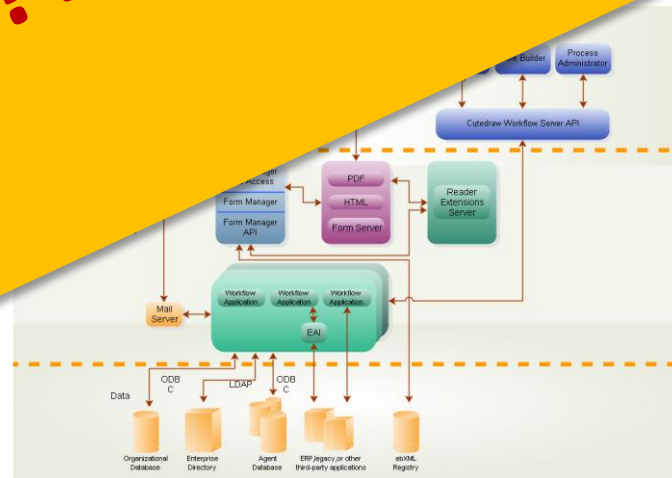 e Builder
Process
Administrator
Cutedraw Workflow Server API
Access
Form Manager
Form Manager
API
PDF
HTML
Form Server
Reader
Extensions
Server
Workflow
Application
Workflow
Application
Workflow
Application
EAI
Mail
Server
Data
ODB
C
LDAP
ODB
C
Organizational
Database
Enterprise
Directory
Agent
Database
ERP,legacy,or other
third-party applications
ebXML
Registry